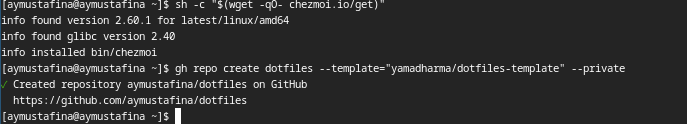 [aymustafina@aymustafina ~]$ sh -c "$(wget -qO- chezmoi.io/get)"
info found version 2.60.1 for latest/linux/amd64
info found glibc version 2.40
info installed bin/chezmoi
[aymustafina@aymustafina ~]$ gh repo create dotfiles --template="yamadharma/dotfiles-template" --private
✓ Created repository aymustafina/dotfiles on GitHub
  https://github.com/aymustafina/dotfiles
[aymustafina@aymustafina ~]$